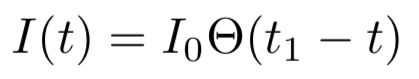 I(t) = I₀Θ(t₁ − t)